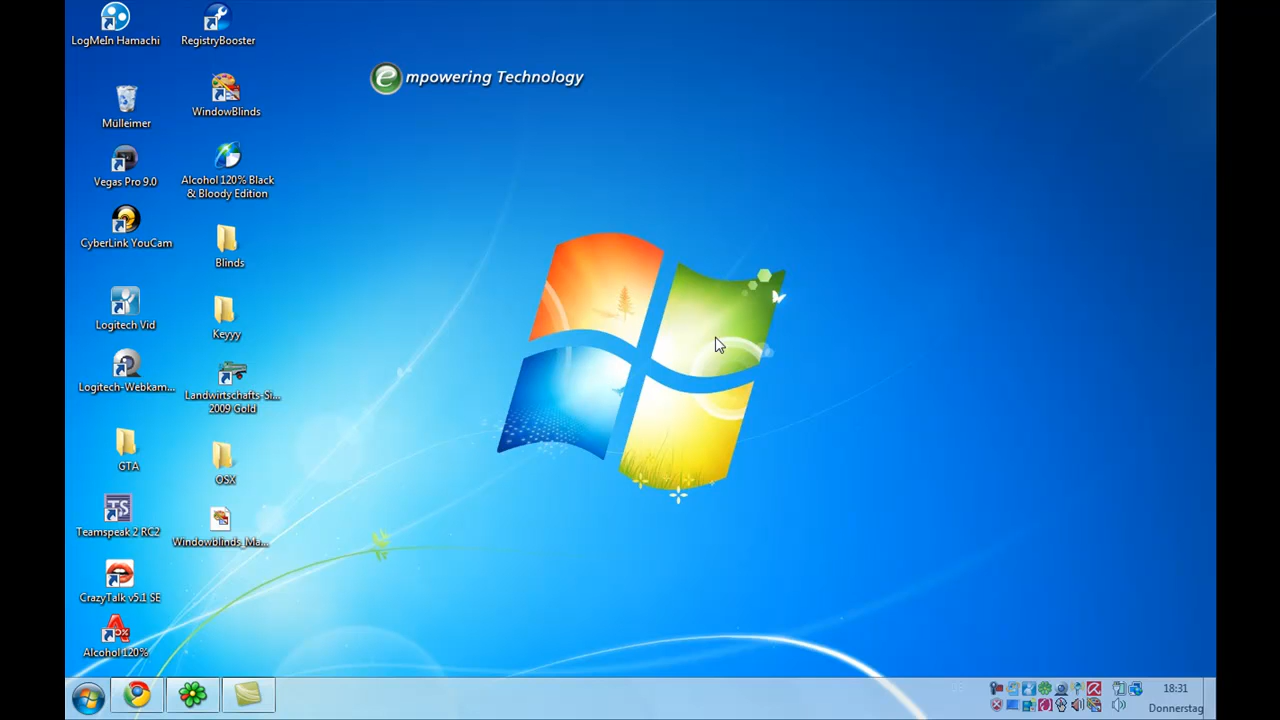 LogMeIn Hamachi
RegistryBooster
empowering Technology
WindowBlinds
Mülleimer
Vegas Pro 9.0
Alcohol 120% Black
& Bloody Edition
CyberLink YouCam
Blinds
Logitech Vid
Keyyy
Logitech-Webkam...
Landwirtschafts-Si...
2009 Gold
GTA
OSX
Teamspeak 2 RC2
Windowblinds_Ma...
CrazyTalk v5.1 SE
Alcohol 120%
18:31
Donnerstag